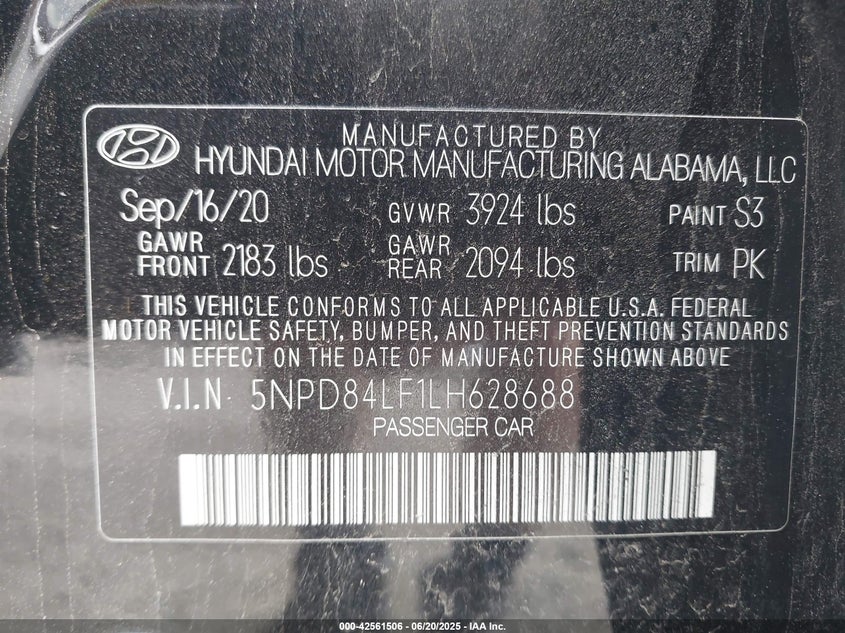 MANUFACTURED BY
HYUNDAI MOTOR MANUFACTURING ALABAMA, LLC
Sep/16/20 GVWR 3924 lbs PAINT S3
GAWR FRONT 2183 lbs GAWR REAR 2094 lbs TRIM PK
THIS VEHICLE CONFORMS TO ALL APPLICABLE U.S.A. FEDERAL
MOTOR VEHICLE SAFETY, BUMPER, AND THEFT PREVENTION STANDARDS
IN EFFECT ON THE DATE OF MANUFACTURE SHOWN ABOVE
V.I.N 5NPD84LF1LH628688
PASSENGER CAR
000-42561506 - 06/20/2025 - IAA Inc.